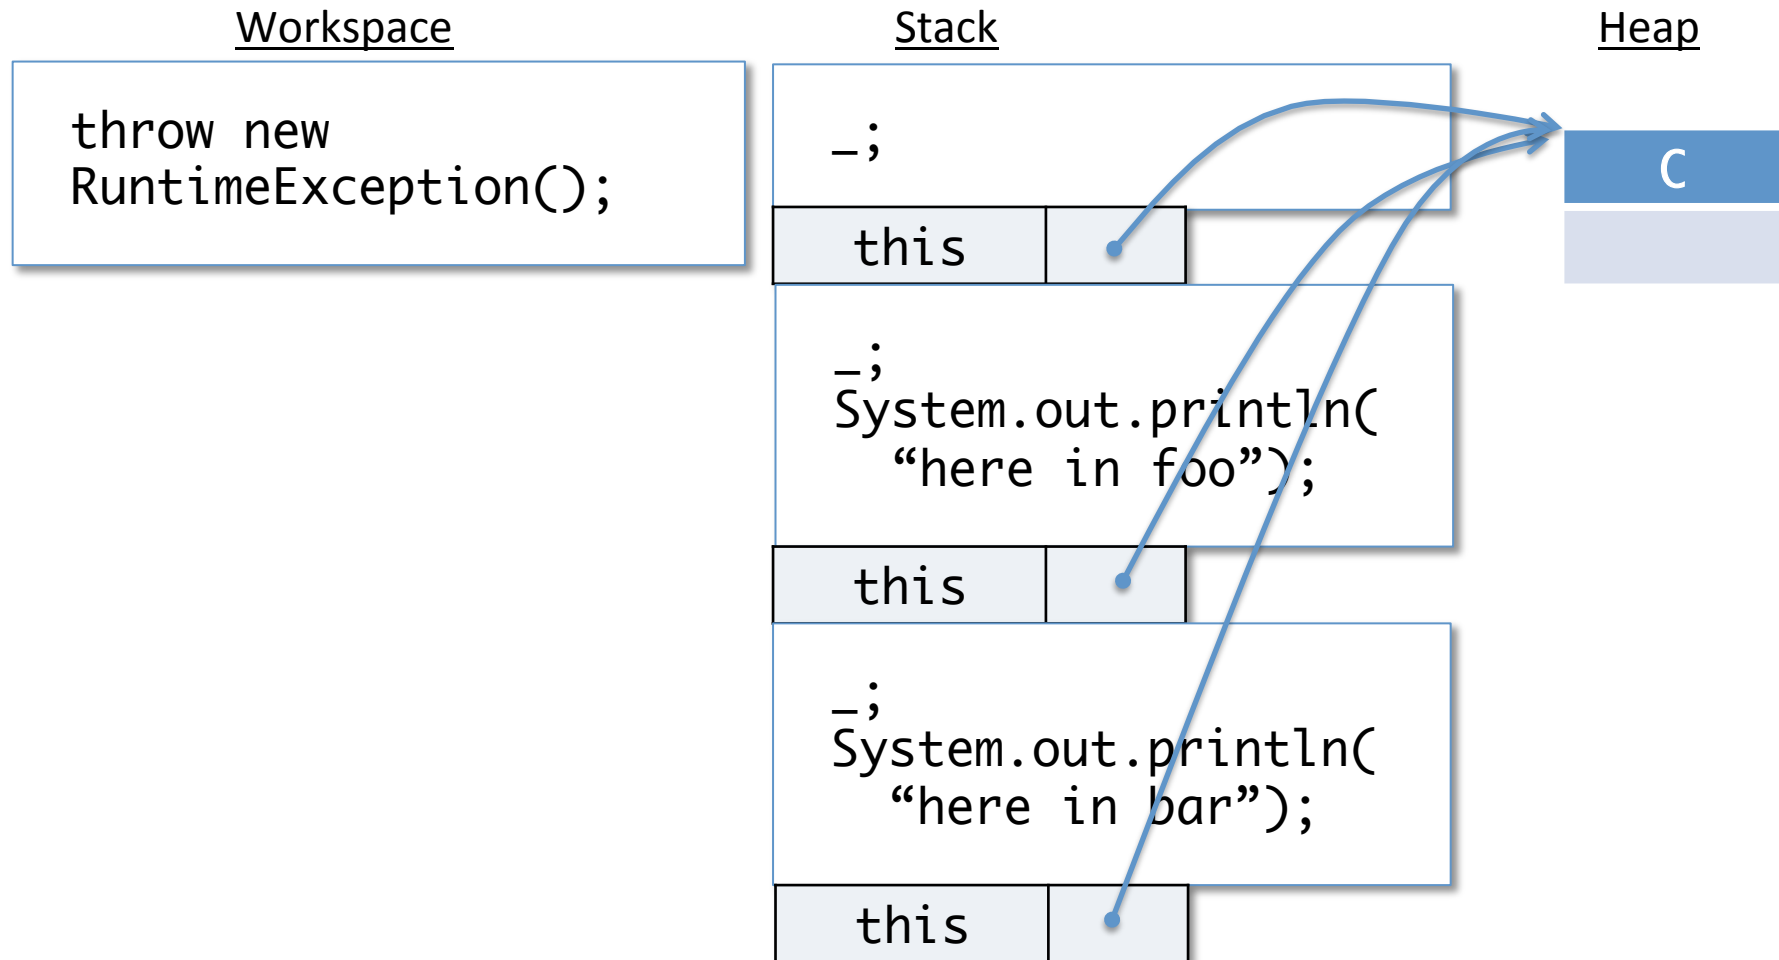 Workspace
Stack
Heap
throw new
RuntimeException();
_;
this
C
_;
System.out.println(
“here in foo”);
this
_;
System.out.println(
“here in bar”);
this